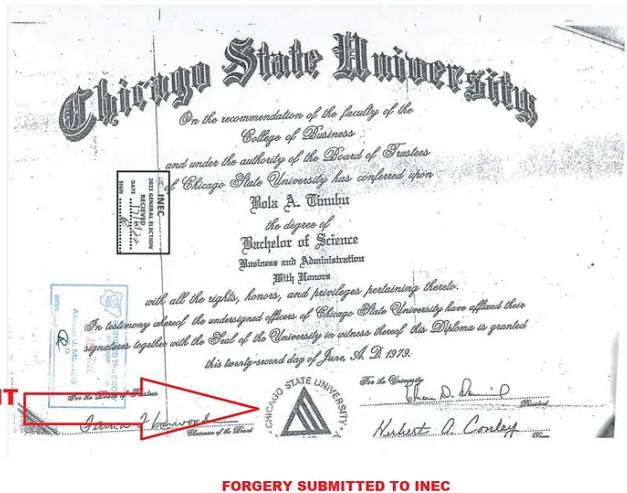 Chicago State University
On the recommendation of the faculty of the
College of Business
and under the authority of the Board of Trustees
of Chicago State University has conferred upon
Bola A. Tinubu
the degree of
Bachelor of Science
Business and Administration
With Honors
with all the rights, honors, and privileges pertaining thereto.
In testimony whereof the undersigned officers of Chicago State University have affixed their
signatures together with the Seal of the University in witness thereof this Diploma is granted
this twenty-second day of June, A. D 1979.
INEC
2023 GENERAL ELECTION
RECEIVED
DATE
SIGN
IT
For the Board of Trustees
Chairman of the Board
CHICAGO STATE UNIVERSITY
For the University
President
Herbert A. Conley
FORGERY SUBMITTED TO INEC